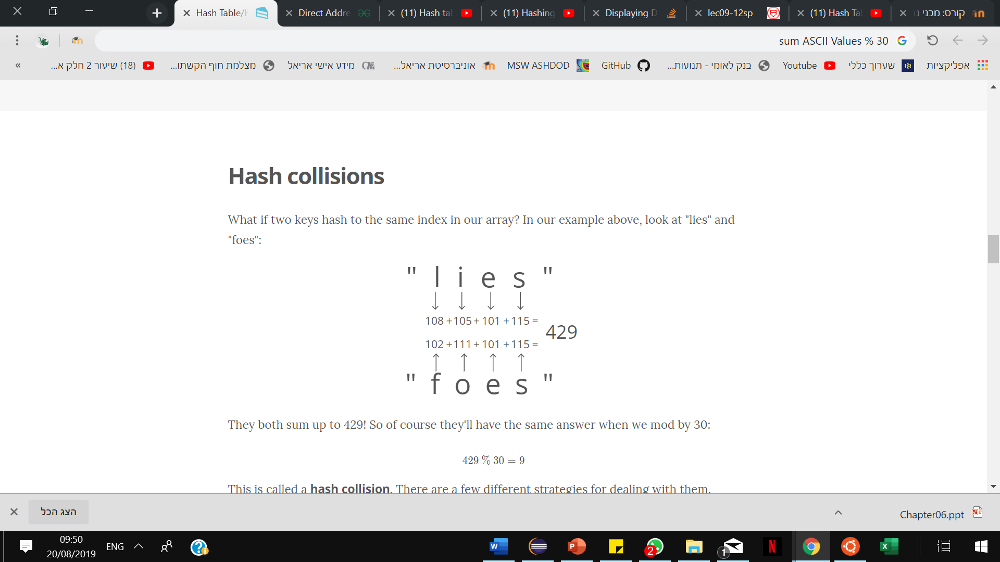 Hash Table/H
Direct Addre
(11) Hash tal
(11) Hashing
Displaying D
lec09-12sp
(11) Hash Tal
קורס: מבני נ
sum ASCII Values % 30
אפליקציות
שערוך כללי
Youtube
בנק לאומי - תנועות...
GitHub
MSW ASHDOD
אוניברסיטת אריאל...
מידע אישי אריאל
מצלמת חוף הקשתו...
(18) שיעור 2 חלק א...
»
Hash collisions
What if two keys hash to the same index in our array? In our example above, look at "lies" and
"foes":
" l i e s "
108 + 105 + 101 + 115 =
429
102 + 111 + 101 + 115 =
" f o e s "
They both sum up to 429! So of course they'll have the same answer when we mod by 30:
429 % 30 = 9
This is called a hash collision. There are a few different strategies for dealing with them.
הצג הכל
Chapter06.ppt
09:50
20/08/2019
ENG
2
1